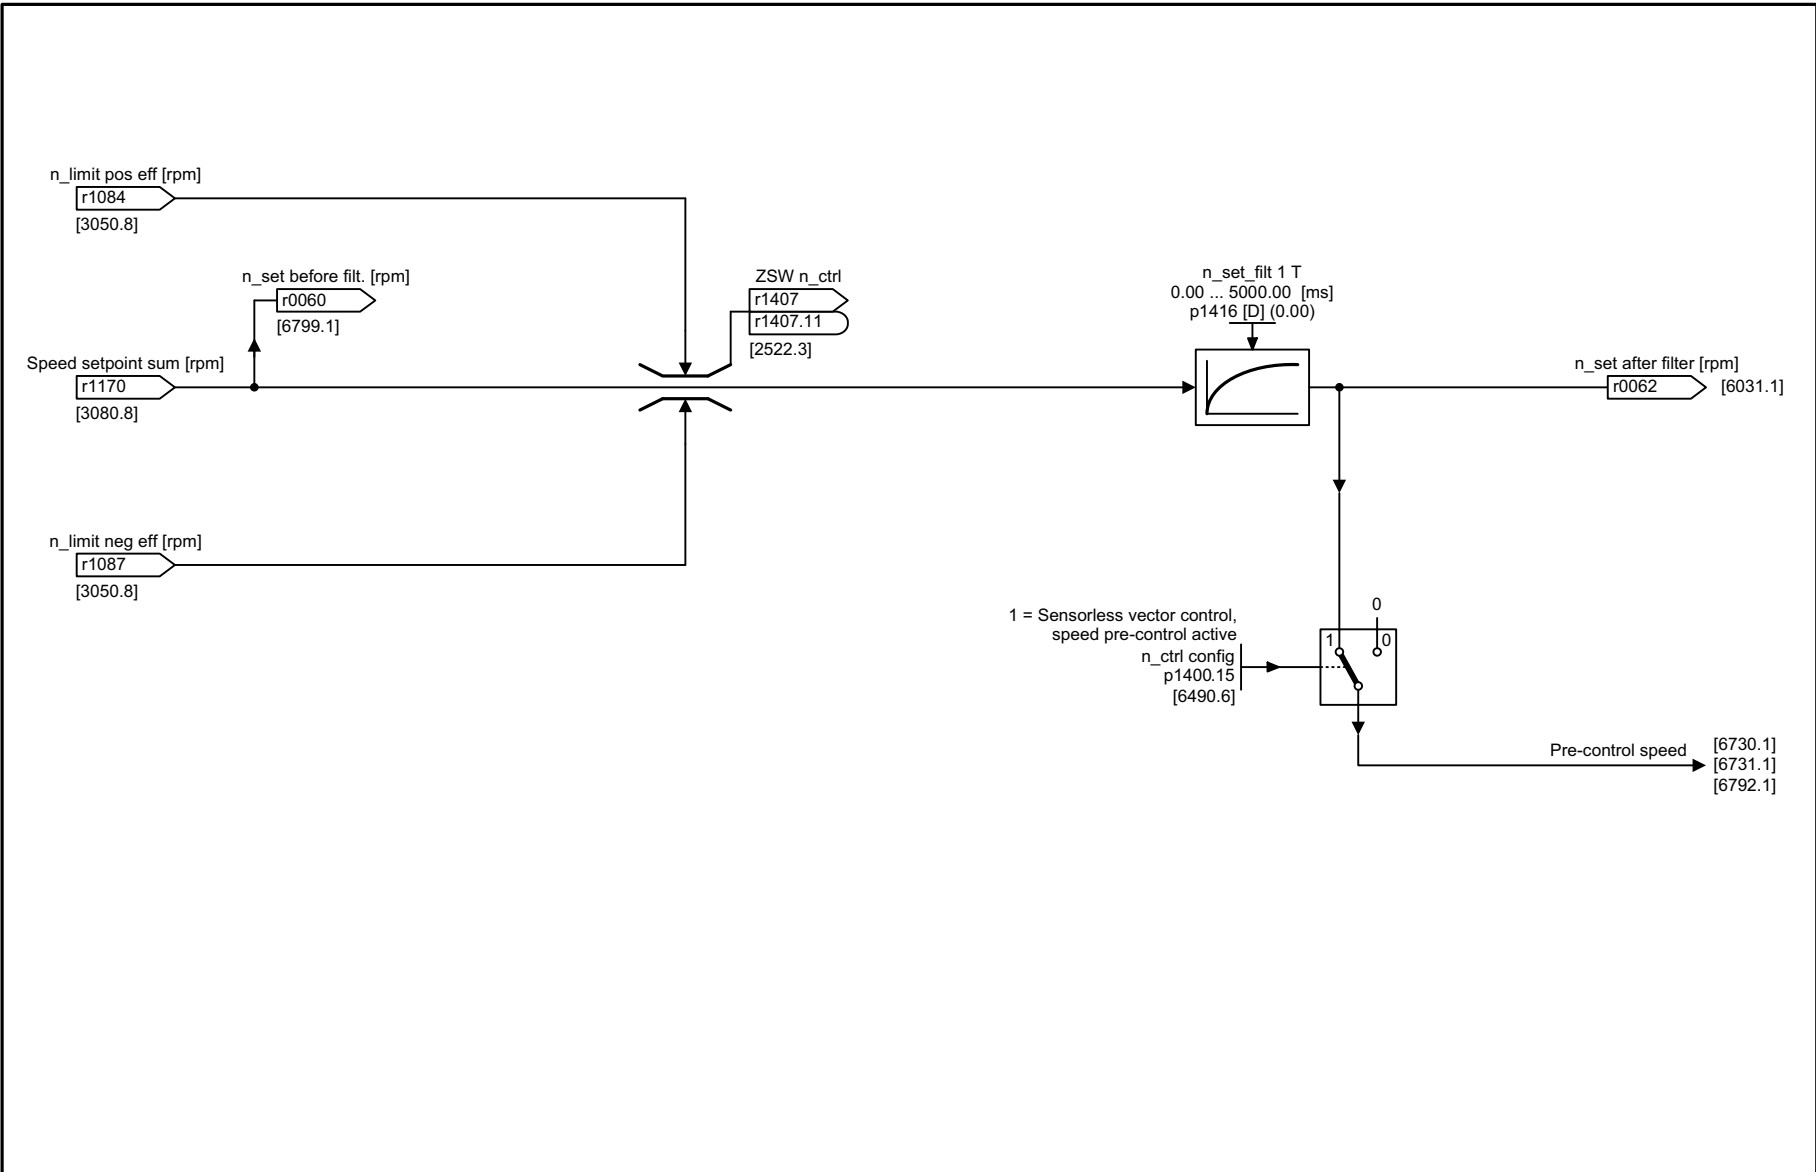 n_limit pos eff [rpm]
r1084
[3050.8]
n_set before filt. [rpm]
r0060
[6799.1]
Speed setpoint sum [rpm]
r1170
[3080.8]
n_limit neg eff [rpm]
r1087
[3050.8]
ZSW n_ctrl
r1407
r1407.11
[2522.3]
n_set_filt 1 T
0.00 ... 5000.00 [ms]
p1416 [D] (0.00)
n_set after filter [rpm]
r0062
[6031.1]
1 = Sensorless vector control,
speed pre-control active
n_ctrl config
p1400.15
[6490.6]
0
1
0
Pre-control speed
[6730.1]
[6731.1]
[6792.1]